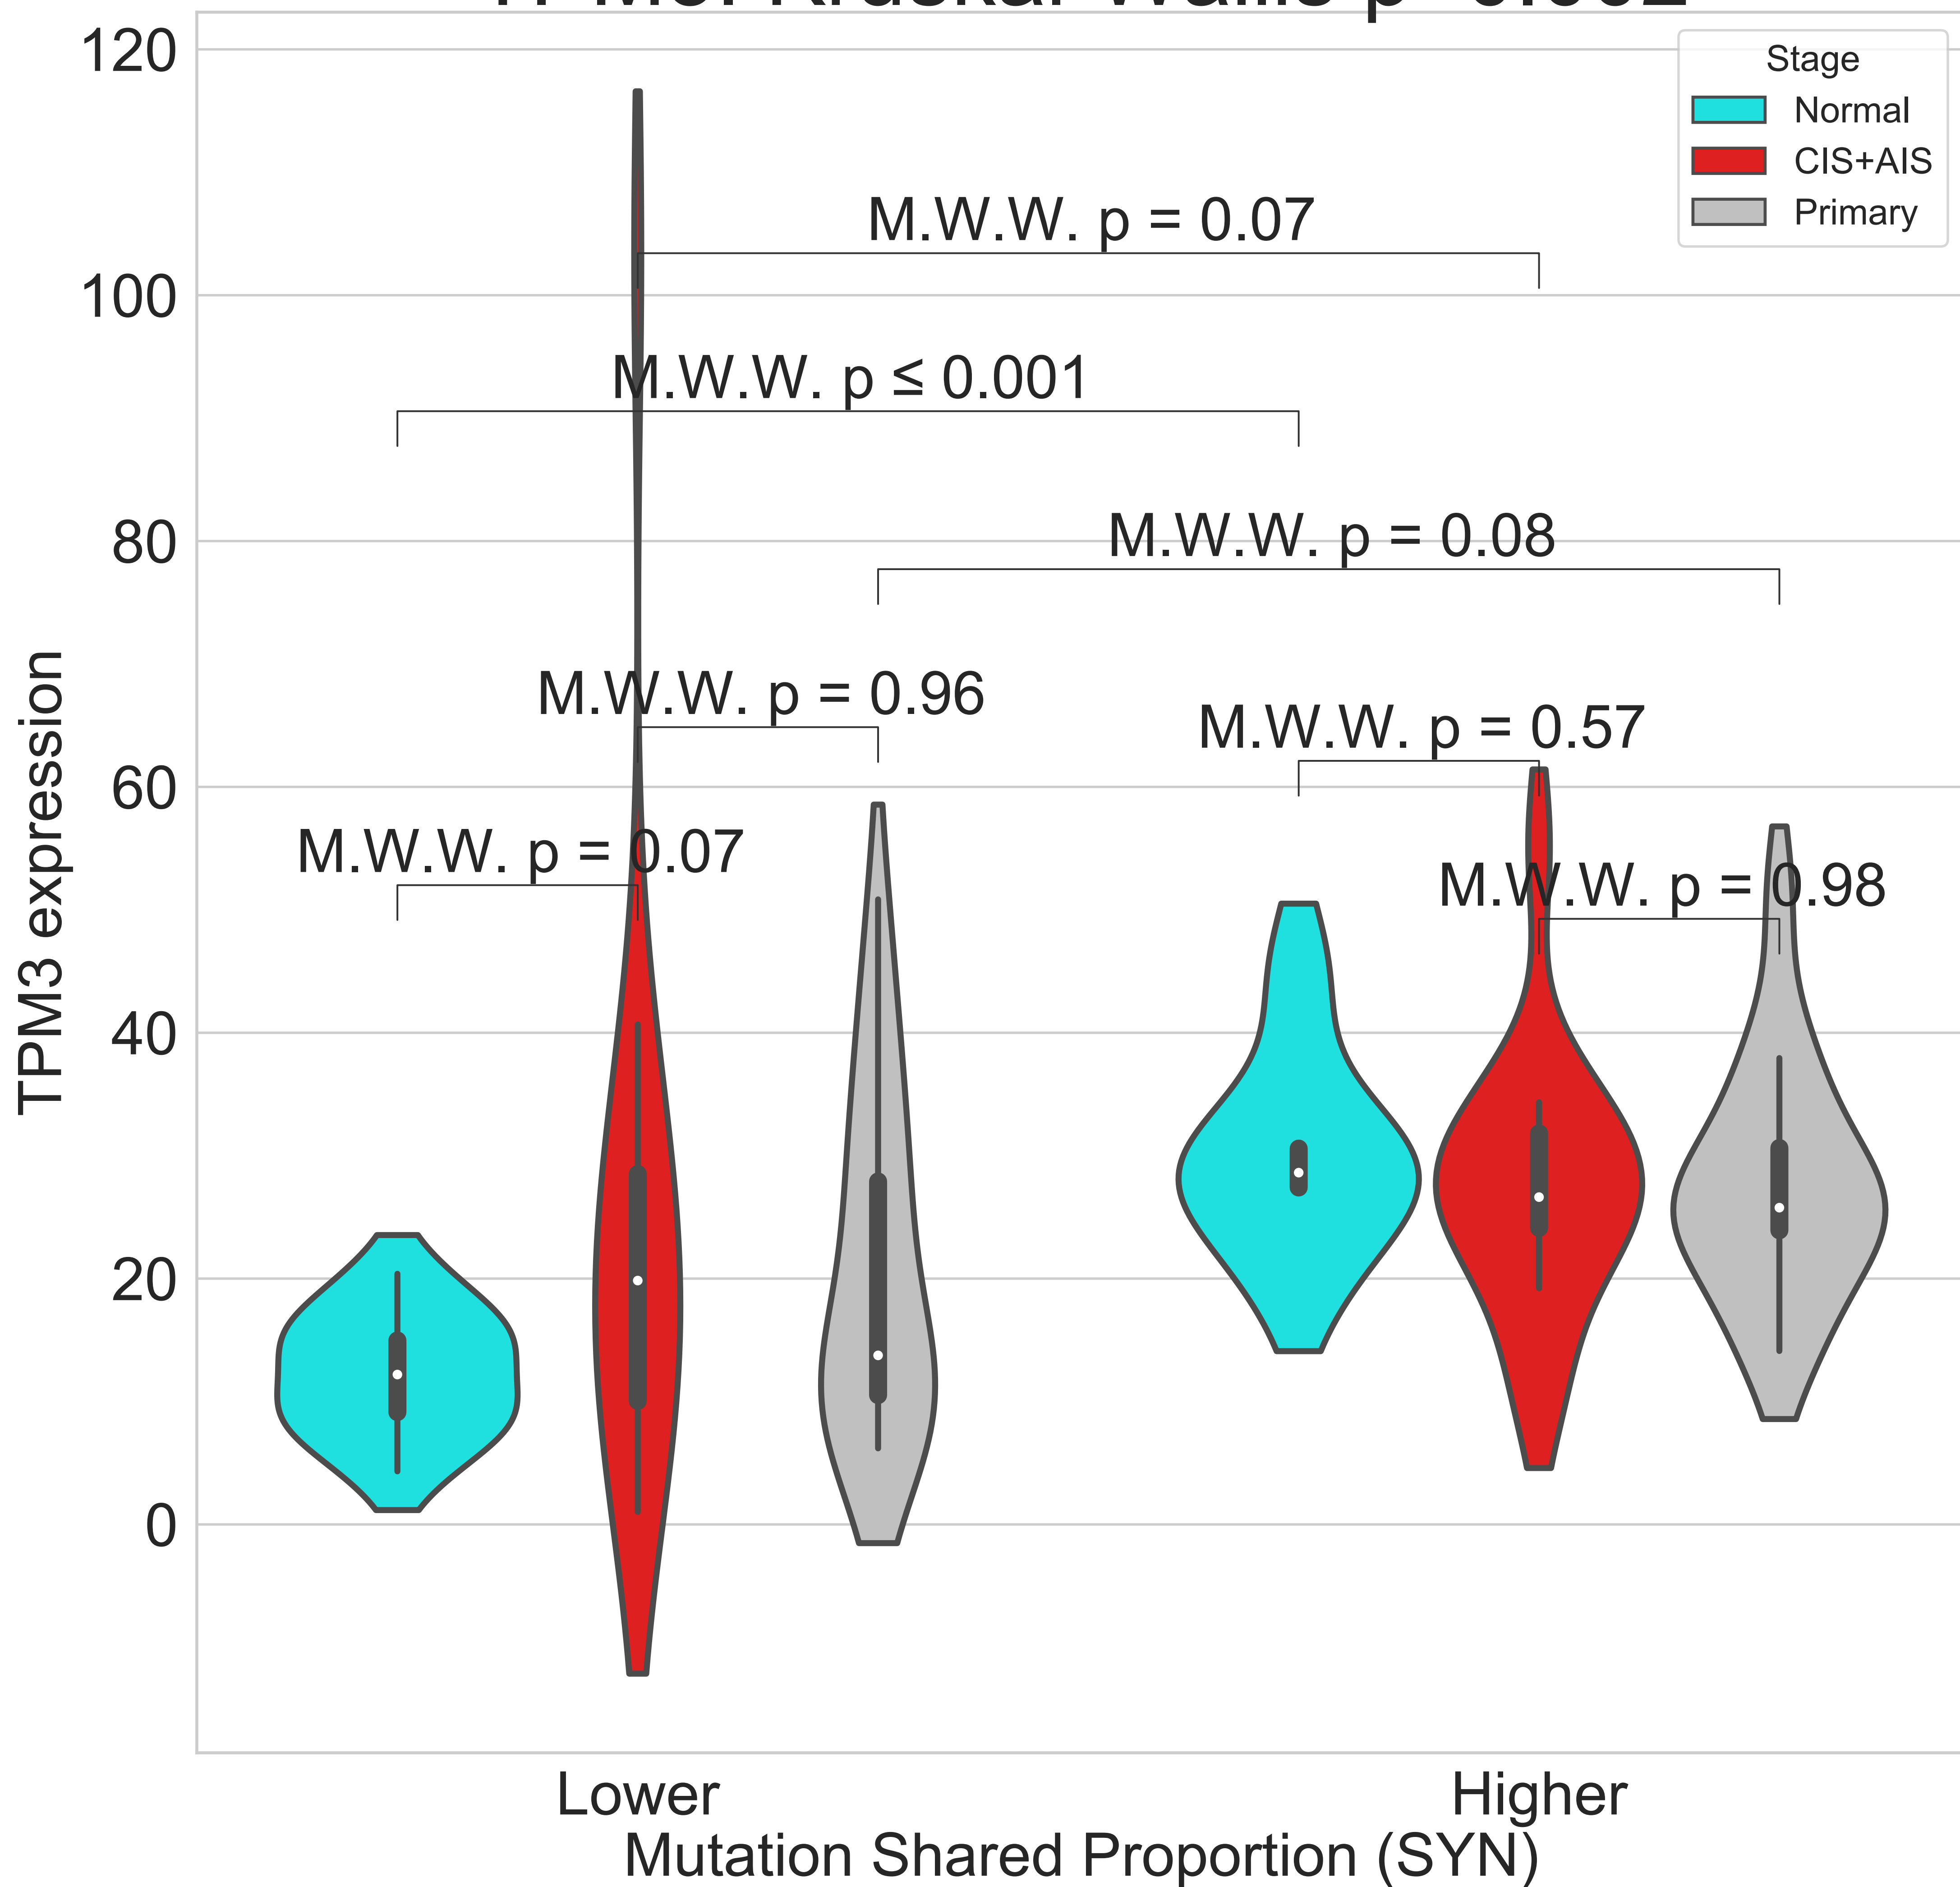 120
Stage
Normal
CIS+AIS
Primary
M.W.W. p = 0.07
100
M.W.W. p ≤ 0.001
80
M.W.W. p = 0.08
M.W.W. p = 0.96
M.W.W. p = 0.57
60
M.W.W. p = 0.07
M.W.W. p = 0.98
40
20
0
TPM3 expression
Lower
Higher
Mutation Shared Proportion (SYN)